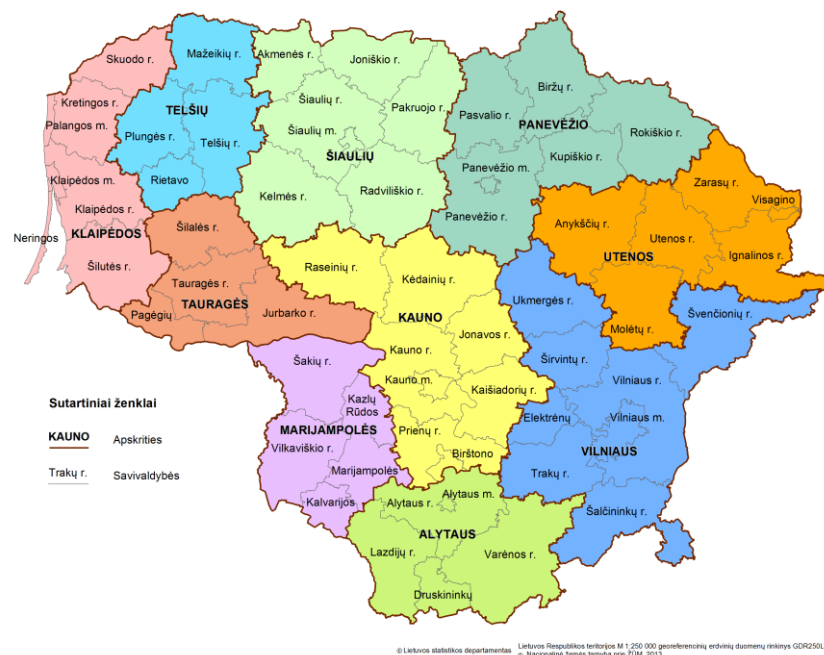 Skuodo r.
Mažeikių r.
Akmenės r.
Joniškio r.
Biržų r.
Kretingos r.
TELŠIŲ
Šiaulių r.
Pakruojo r.
Pasvalio r.
PANEVĖŽIO
Rokiškio r.
Palangos m.
Plungės r.
Telšių r.
Šiaulių m.
ŠIAULIŲ
Kupiškio r.
Panevėžio m.
Klaipėdos m.
Rietavo
Kelmės r.
Radviliškio r.
Zarasų r.
Visagino
Klaipėdos r.
Panevėžio r.
Anykščių r.
KLAIPĖDOS
Šilalės r.
Utenos r.
Neringos
UTENOS
Ignalinos r.
Šilutės r.
Raseinių r.
Kėdainių r.
Tauragės r.
Ukmergės r.
TAURAGĖS
Pagėgių
Jurbarko r.
KAUNO
Švenčionių r.
Molėtų r.
Jonavos r.
Kauno r.
Šakių r.
Širvintų r.
Kauno m.
Kaišiadorių r.
Vilniaus r.
Sutartiniai ženklai
Kazlų
Rūdos
Elektrėnų
Vilniaus m.
KAUNO
Apskrities
MARIJAMPOLĖS
Prienų r.
Vilkaviškio r.
Birštono
VILNIAUS
Trakų r.
Savivaldybės
Marijampolės
Trakų r.
Kalvarijos
Alytaus r.
Alytaus m.
Šalčininkų r.
ALYTAUS
Lazdijų r.
Varėnos r.
Druskininkų
© Lietuvos statistikos departamentas
Lietuvos Respublikos teritorijos M 1:250 000 georeferencinių erdvinių duomenų rinkinys GDR250L